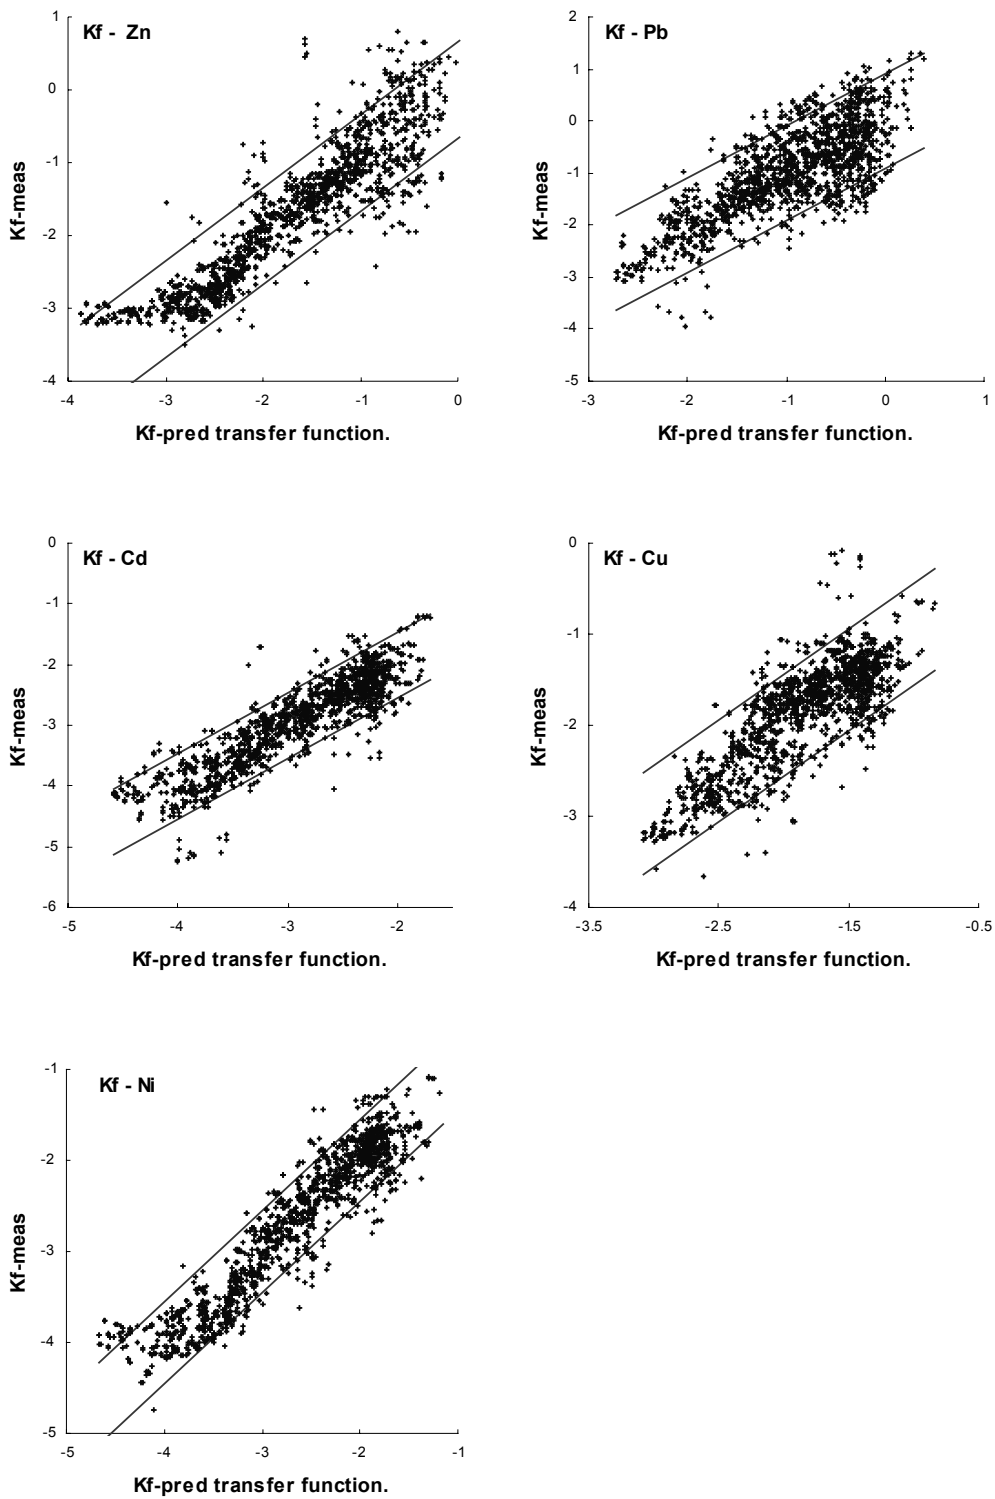 Kf - Zn
1
0
-1
-2
-3
-4
Kf-meas
-4 -3 -2 -1 0
Kf-pred transfer function.
Kf - Pb
2
1
0
-1
-2
-3
-4
-5
Kf-meas
-3 -2 -1 0 1
Kf-pred transfer function.
Kf - Cd
0
-1
-2
-3
-4
-5
-6
Kf-meas
-5 -4 -3 -2
Kf-pred transfer function.
Kf - Cu
0
-1
-2
-3
-4
Kf-meas
-3.5 -2.5 -1.5 -0.5
Kf-pred transfer function.
Kf - Ni
-1
-2
-3
-4
-5
Kf-meas
-5 -4 -3 -2 -1
Kf-pred transfer function.